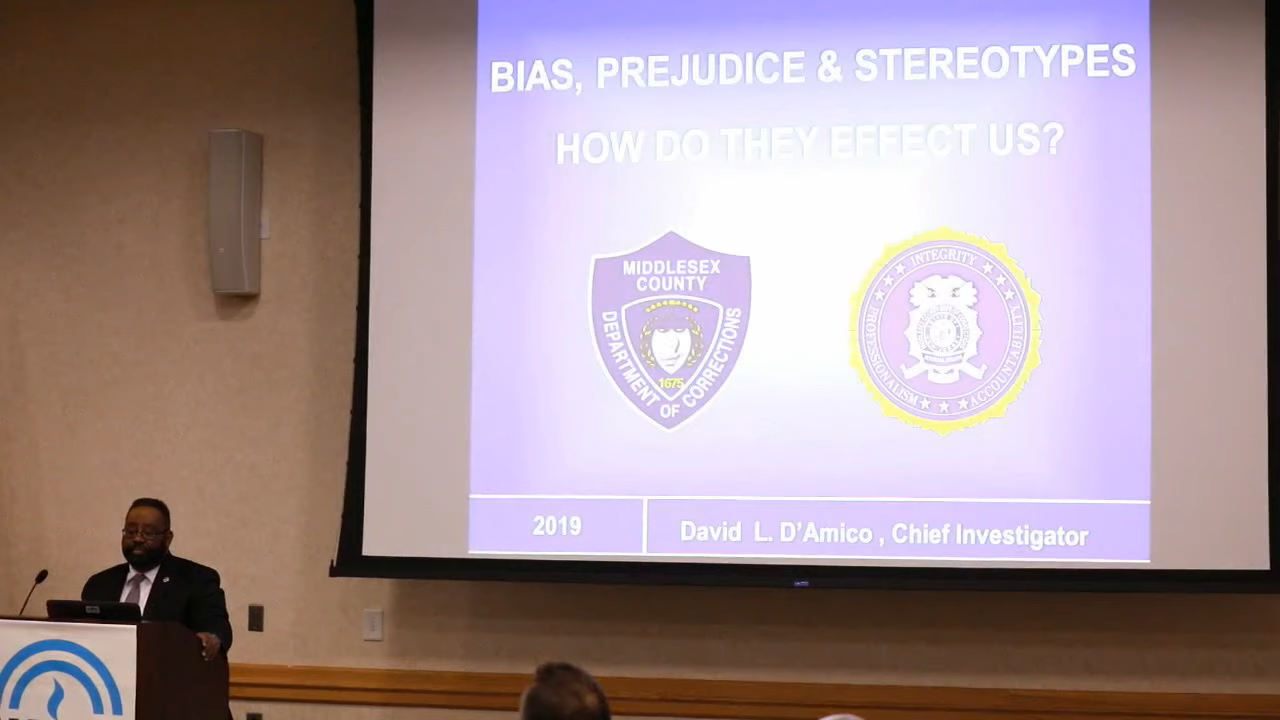 BIAS, PREJUDICE & STEREOTYPES
HOW DO THEY EFFECT US?
MIDDLESEX
COUNTY
DEPARTMENT OF CORRECTIONS
1675
INTEGRITY
PROFESSIONALISM
ACCOUNTABILITY
2019
David L. D'Amico , Chief Investigator